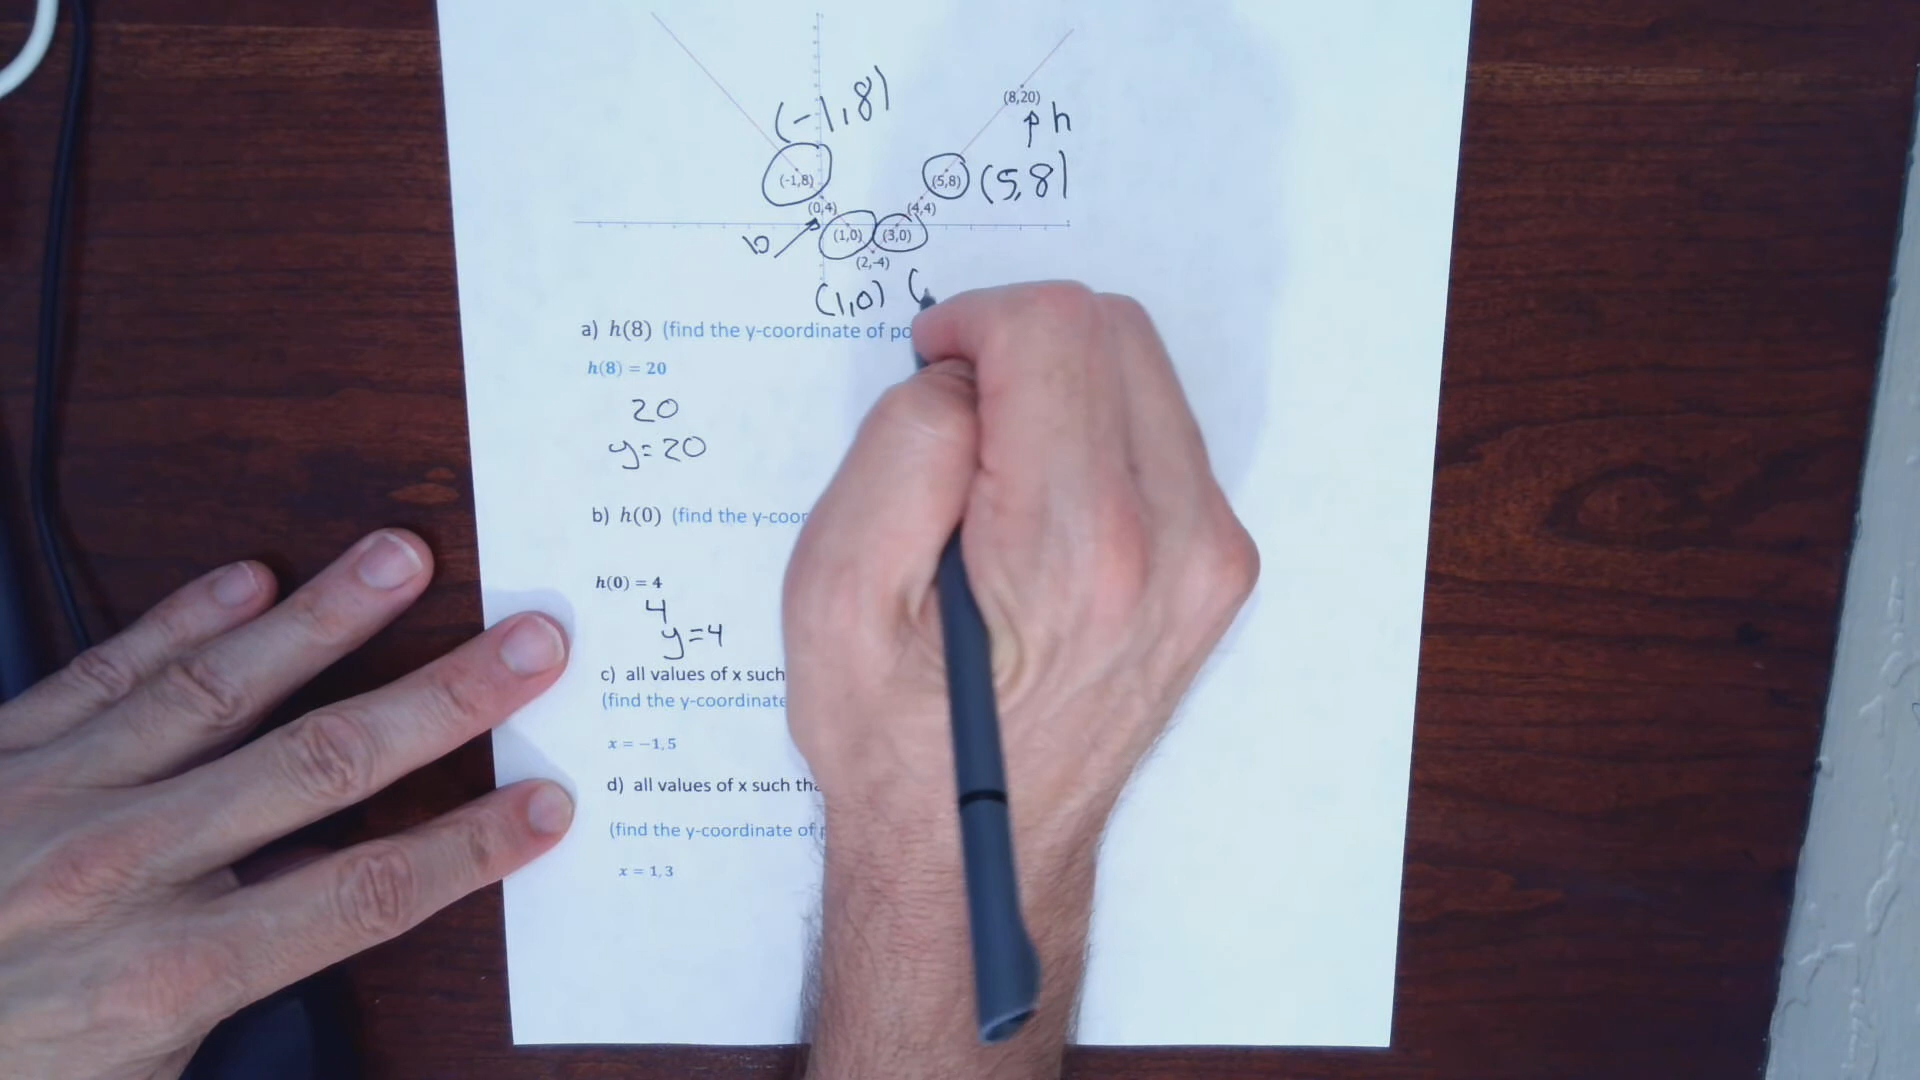 (-1,8)
(8,20)
h
(-1,8)
(5,8) (5,8)
(0,4) (4,4)
b
(1,0) (3,0)
(2,-4)
(1,0) (
a) h(8) (find the y-coordinate of
h(8) = 20
20
y=20
b) h(0) (find the
h(0) = 4
4
y=4
c) all values of x such
(find the y-coordinate
x = −1, 5
d) all values of x such
(find the y-coordinate of
x = 1, 3